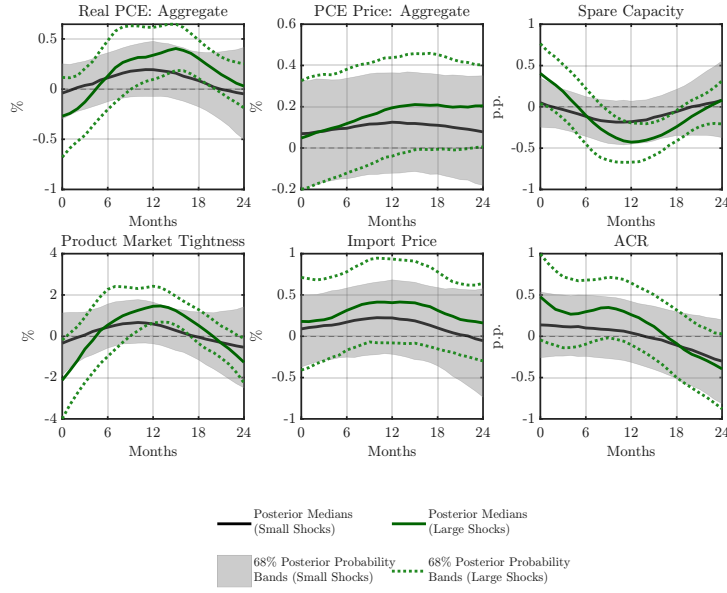 Real PCE: Aggregate
PCE Price: Aggregate
Spare Capacity
0.5
0
-0.5
-1
%
0 6 12 18 24
Months
0.6
0.4
0.2
0
-0.2
%
0 6 12 18 24
Months
1
0.5
0
-0.5
-1
p.p.
0 6 12 18 24
Months
Product Market Tightness
Import Price
ACR
4
2
0
-2
-4
%
0 6 12 18 24
Months
1
0.5
0
-0.5
-1
%
0 6 12 18 24
Months
1
0.5
0
-0.5
-1
p.p.
0 6 12 18 24
Months
Posterior Medians
(Small Shocks)
Posterior Medians
(Large Shocks)
68% Posterior Probability
Bands (Small Shocks)
68% Posterior Probability
Bands (Large Shocks)